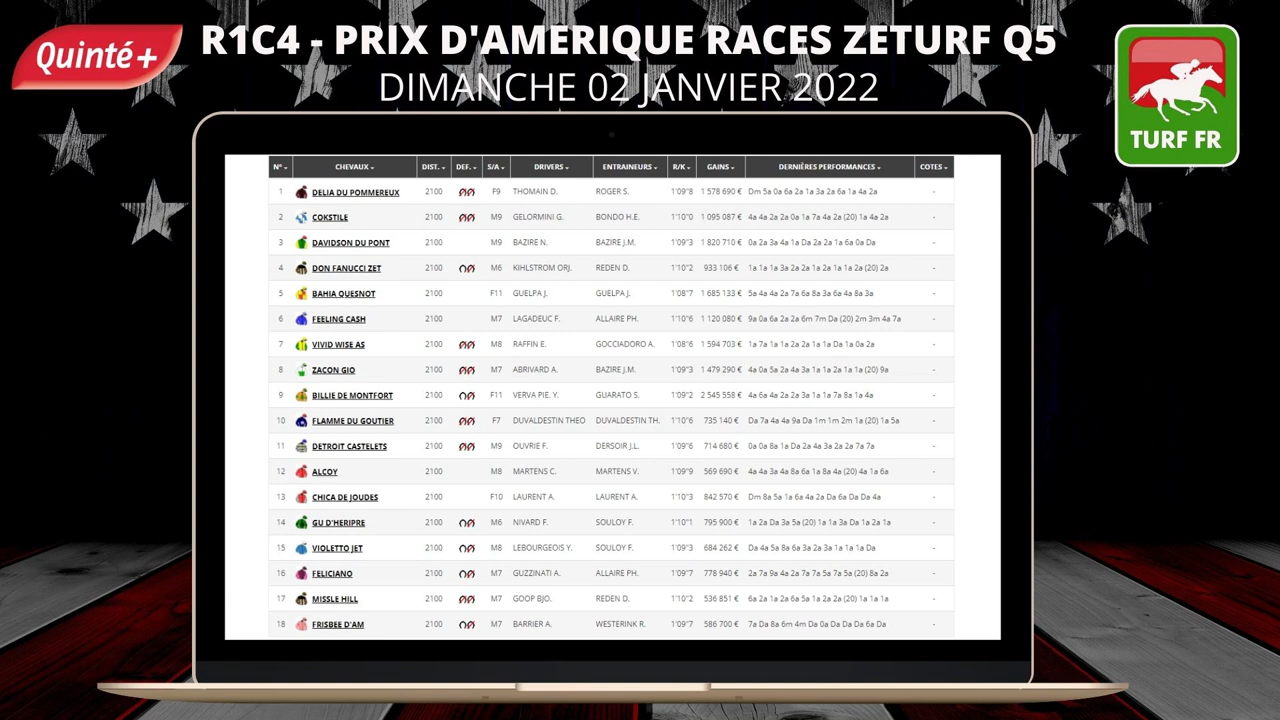 Quinté+
R1C4 - PRIX D'AMERIQUE RACES ZETURF Q5
DIMANCHE 02 JANVIER 2022
TURF FR
N° CHEVAUX DIST. DEF. S/A DRIVERS ENTRAINEURS R/K GAINS DERNIÈRES PERFORMANCES COTES
1 DELIA DU POMMEREUX 2100 F9 THOMAIN D. ROGER S. 1'09"8 1 578 690 € Dm 5a 0a 6a 2a 1a 3a 2a 6a 1a 4a 2a -
2 COKSTILE 2100 M9 GELORMINI G. BONDO H.E. 1'10"0 1 095 087 € 4a 4a 2a 2a 0a 1a 7a 4a 2a (20) 1a 4a 2a -
3 DAVIDSON DU PONT 2100 M9 BAZIRE N. BAZIRE J.M. 1'09"3 1 820 710 € 0a 2a 3a 4a 1a Da 2a 2a 1a 6a 0a Da -
4 DON FANUCCI ZET 2100 M6 KIHLSTROM ORJ. REDEN D. 1'10"2 933 106 € 1a 1a 1a 3a 2a 2a 1a 2a 1a 1a 2a (20) 2a -
5 BAHIA QUESNOT 2100 F11 GUELPA J. GUELPA J. 1'08"7 1 685 133 € 5a 4a 4a 2a 7a 6a 8a 3a 6a 4a 8a 3a -
6 FEELING CASH 2100 M7 LAGADEUC F. ALLAIRE PH. 1'10"6 1 120 080 € 9a 0a 6a 2a 2a 6m 7m Da (20) 2m 3m 4a 7a -
7 VIVID WISE AS 2100 M8 RAFFIN E. GOCCIADORO A. 1'08"6 1 594 703 € 1a 7a 1a 1a 2a 2a 1a 1a Da 1a 0a 2a -
8 ZACON GIO 2100 M7 ABRIVARD A. BAZIRE J.M. 1'09"3 1 479 290 € 4a 0a 5a 2a 4a 3a 1a 1a 2a 1a 1a (20) 9a -
9 BILLIE DE MONTFORT 2100 F11 VERVA PIE. Y. GUARATO S. 1'09"2 2 545 558 € 4a 6a 4a 2a 2a 3a 1a 1a 7a 8a 1a 4a -
10 FLAMME DU GOUTIER 2100 F7 DUVALDESTIN THEO DUVALDESTIN TH. 1'10"6 735 140 € Da 7a 4a 4a 9a Da 1m 1m 2m 1a (20) 1a 5a -
11 DETROIT CASTELETS 2100 M9 OUVRIE F. DERSOIR J.L. 1'09"6 714 680 € 0a 0a 8a 1a Da 2a 4a 3a 2a 2a 7a 7a -
12 ALCOY 2100 M8 MARTENS C. MARTENS V. 1'09"9 569 690 € 4a 4a 3a 4a 8a 6a 1a 8a 4a (20) 4a 1a 6a -
13 CHICA DE JOUDES 2100 F10 LAURENT A. LAURENT A. 1'10"3 842 570 € Dm 8a 5a 1a 6a 4a 2a Da 6a Da Da 4a -
14 GU D'HERIPRE 2100 M6 NIVARD F. SOULOY F. 1'10"1 795 900 € 1a 2a Da 3a 5a (20) 1a 1a 3a Da 1a 2a 1a -
15 VIOLETTO JET 2100 M8 LEBOURGEOIS Y. SOULOY F. 1'09"3 684 262 € Da 4a 5a 8a 6a 3a 2a 3a 1a 1a 1a Da -
16 FELICIANO 2100 M7 GUZZINATI A. ALLAIRE PH. 1'09"7 778 940 € 2a 7a 9a 4a 2a 7a 7a 5a 7a 5a (20) 8a 2a -
17 MISSLE HILL 2100 M7 GOOP BJO. REDEN D. 1'10"2 536 851 € 6a 2a 1a 2a 6a 5a 1a 2a 2a (20) 1a 1a 1a -
18 FRISBEE D'AM 2100 M7 BARRIER A. WESTERINK R. 1'09"7 586 700 € 7a Da 8a 6m 4m Da 0a Da Da Da 6a Da -